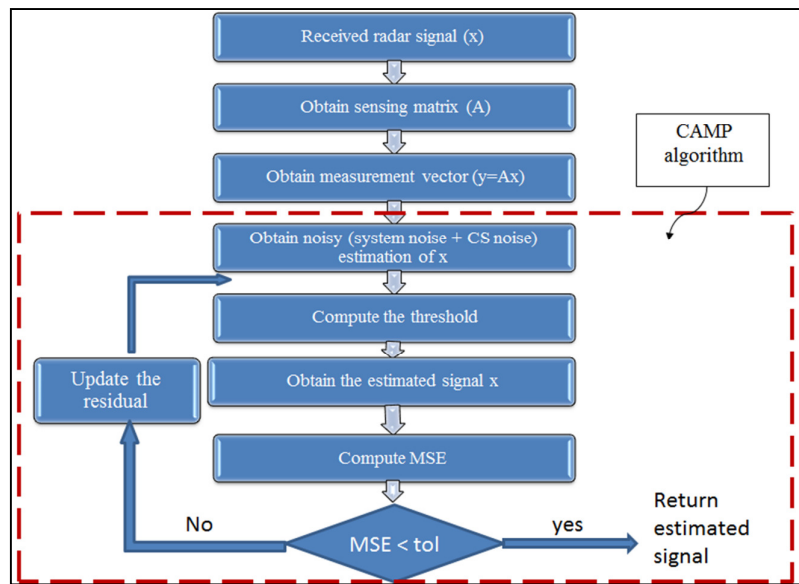 Received radar signal (x)
Obtain sensing matrix (A)
CAMP
algorithm
Obtain measurement vector (y=Ax)
Obtain noisy (system noise + CS noise)
estimation of x
Compute the threshold
Update the
residual
Obtain the estimated signal x
Compute MSE
No
MSE < tol
yes
Return
estimated
signal